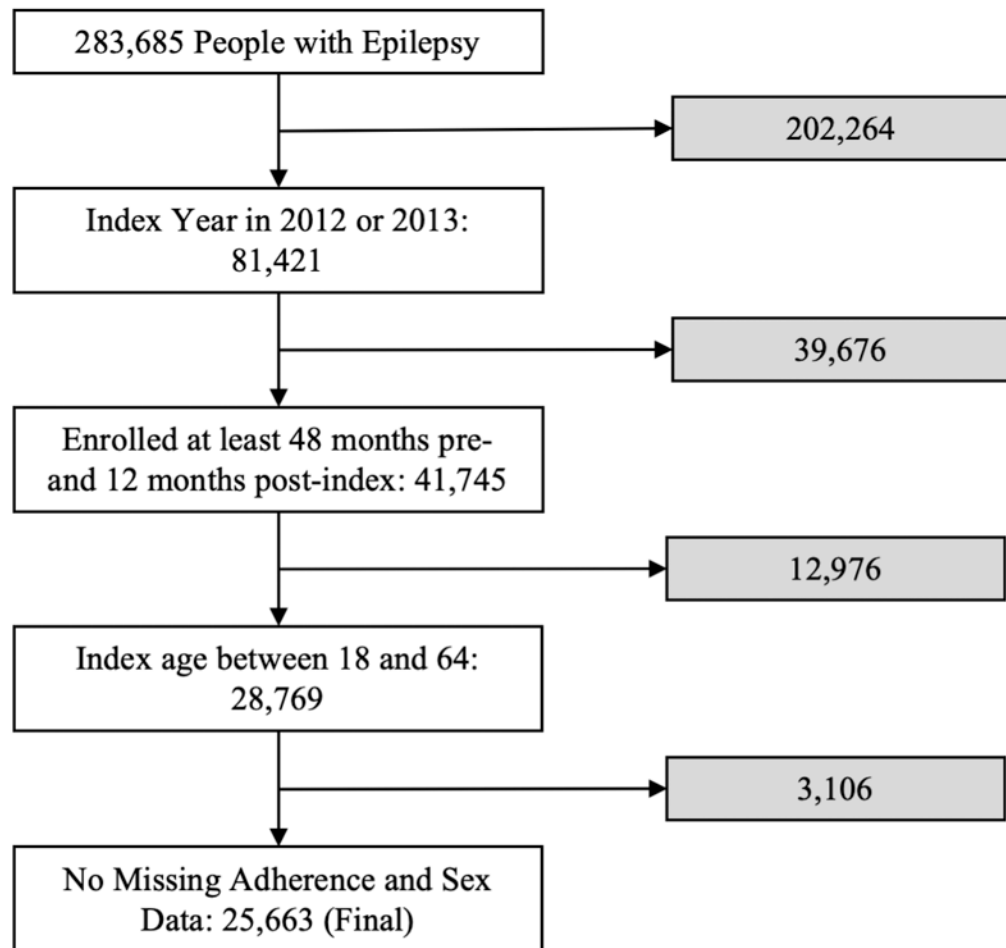 283,685 People with Epilepsy
202,264
Index Year in 2012 or 2013:
81,421
39,676
Enrolled at least 48 months pre-
and 12 months post-index: 41,745
12,976
Index age between 18 and 64:
28,769
3,106
No Missing Adherence and Sex
Data: 25,663 (Final)